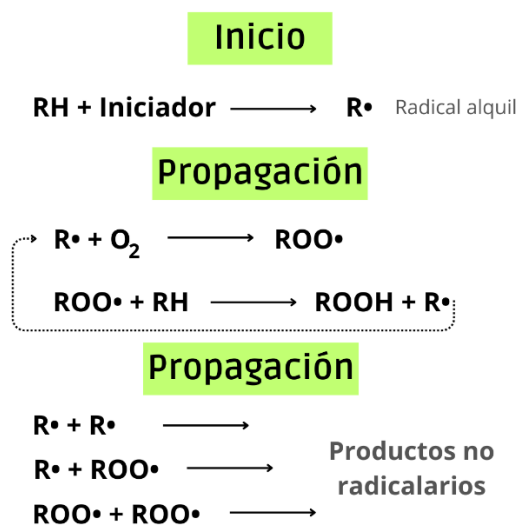 Inicio
RH + Iniciador ⟶ R• Radical alquil
Propagación
R• + O₂ ⟶ ROO•
ROO• + RH ⟶ ROOH + R•
Propagación
R• + R• ⟶
R• + ROO• ⟶
ROO• + ROO• ⟶
Productos no
radicalarios